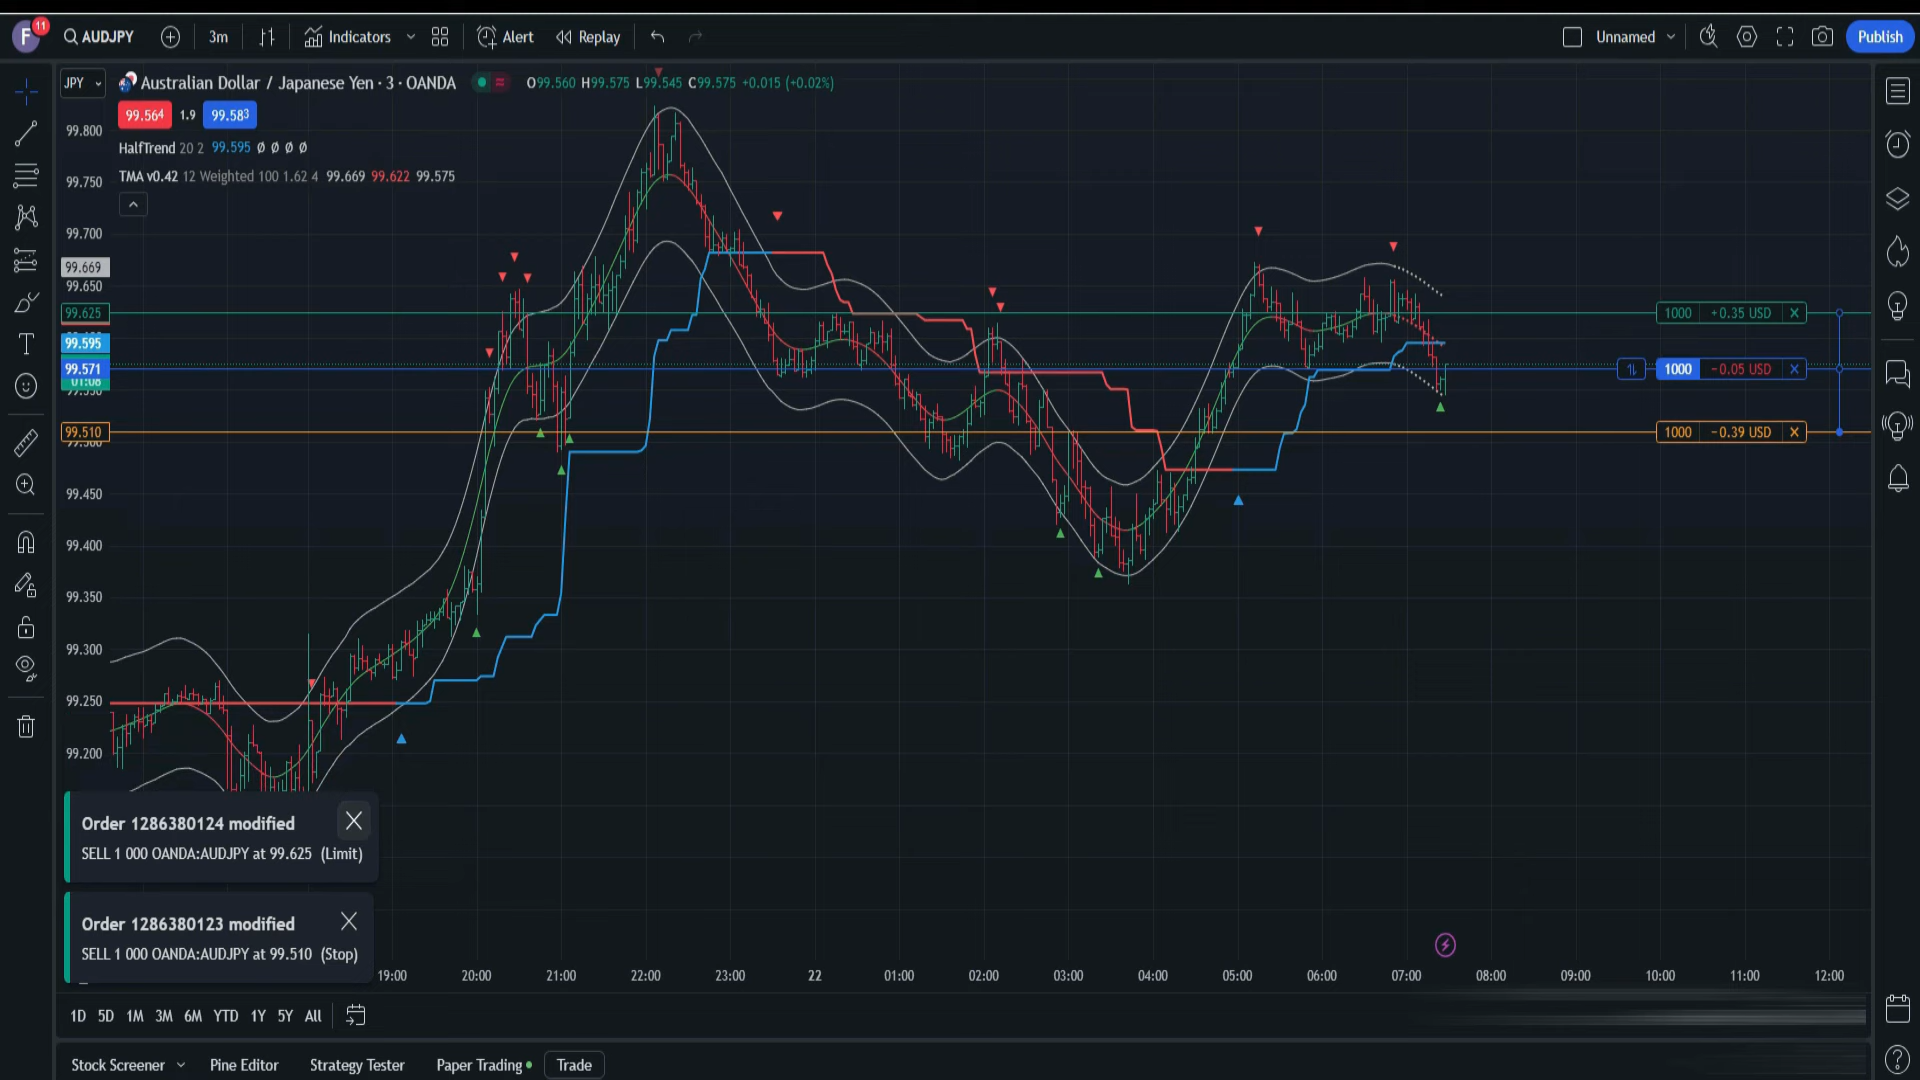 F 11 AUDJPY 3m Indicators Alert Replay Unnamed Publish
JPY Australian Dollar / Japanese Yen · 3 · OANDA O99.560 H99.575 L99.545 C99.575 +0.015 (+0.02%)
99.564 1.9 99.583
99.800
HalfTrend 20 2 99.595 Ø Ø Ø Ø
TMA v0.42 12 Weighted 100 1.62 4 99.669 99.622 99.575
99.750
99.700
99.669
99.650
99.625 1000 +0.35 USD
99.595
99.571 1000 −0.05 USD
01:08
99.550
99.510 1000 −0.39 USD
99.500
99.450
99.400
99.350
99.300
99.250
99.200
Order 1286380124 modified
SELL 1 000 OANDA:AUDJPY at 99.625 (Limit)
Order 1286380123 modified
SELL 1 000 OANDA:AUDJPY at 99.510 (Stop)
19:00 20:00 21:00 22:00 23:00 22 01:00 02:00 03:00 04:00 05:00 06:00 07:00 08:00 09:00 10:00 11:00 12:00
1D 5D 1M 3M 6M YTD 1Y 5Y All
Stock Screener Pine Editor Strategy Tester Paper Trading Trade